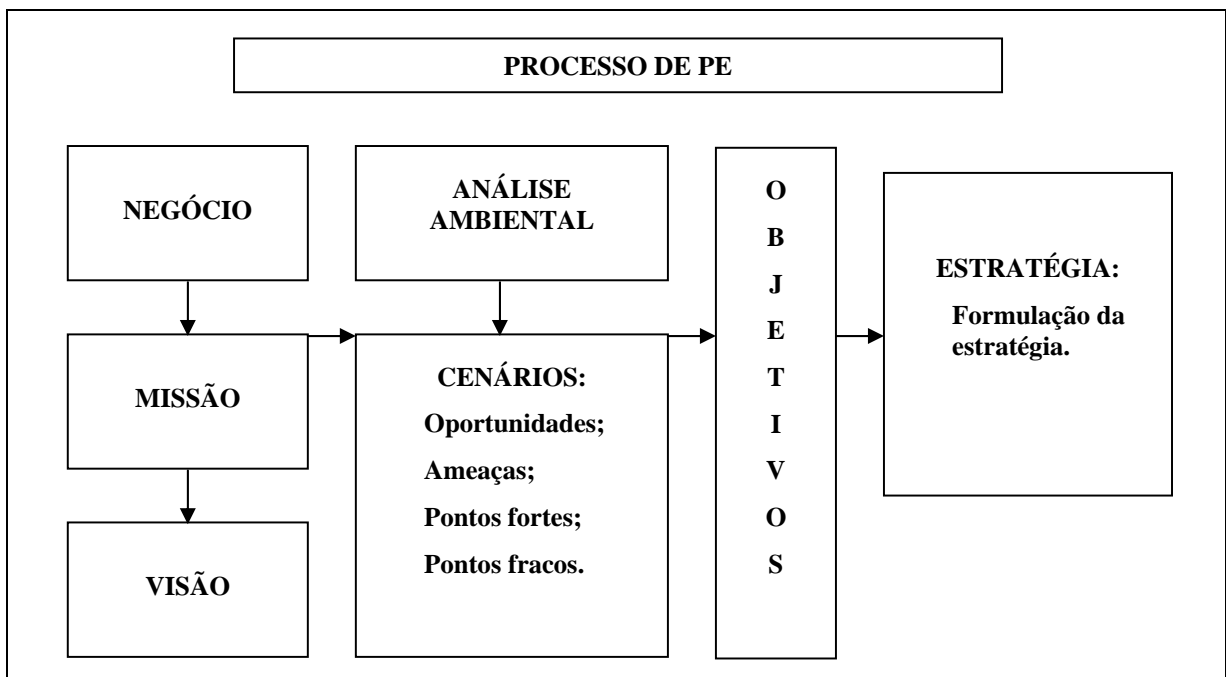 PROCESSO DE PE
NEGÓCIO
MISSÃO
VISÃO
ANÁLISE
AMBIENTAL
CENÁRIOS:
Oportunidades;
Ameaças;
Pontos fortes;
Pontos fracos.
O
B
J
E
T
I
V
O
S
ESTRATÉGIA:
Formulação da
estratégia.